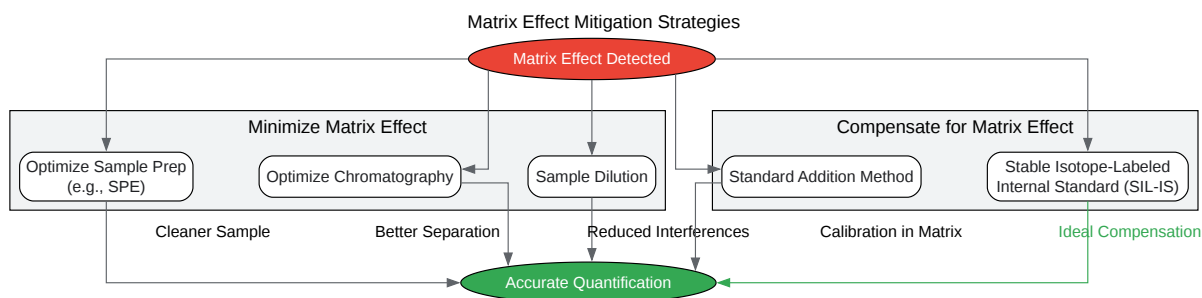 Matrix Effect Mitigation Strategies
Matrix Effect Detected
Minimize Matrix Effect
Compensate for Matrix Effect
Optimize Sample Prep
(e.g., SPE)
Optimize Chromatography
Sample Dilution
Standard Addition Method
Stable Isotope-Labeled
Internal Standard (SIL-IS)
Cleaner Sample
Better Separation
Reduced Interferences
Calibration in Matrix
Ideal Compensation
Accurate Quantification